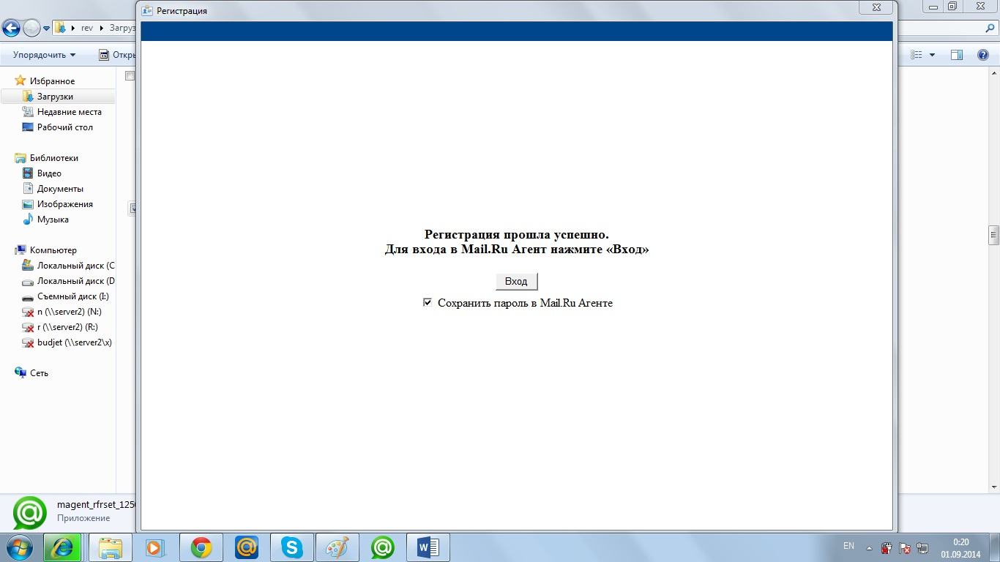 Регистрация
rev
Загруз
Упорядочить
Откры
Избранное
Загрузки
Недавние места
Рабочий стол
Библиотеки
Видео
Документы
Изображения
Музыка
Компьютер
Локальный диск (C
Локальный диск (D
Съемный диск (I:)
n (\\server2) (N:)
r (\\server2) (R:)
budjet (\\server2\x)
Сеть
Регистрация прошла успешно.
Для входа в Mail.Ru Агент нажмите «Вход»
Вход
Сохранить пароль в Mail.Ru Агенте
magent_rfrset_1250
Приложение
EN
0:20
01.09.2014